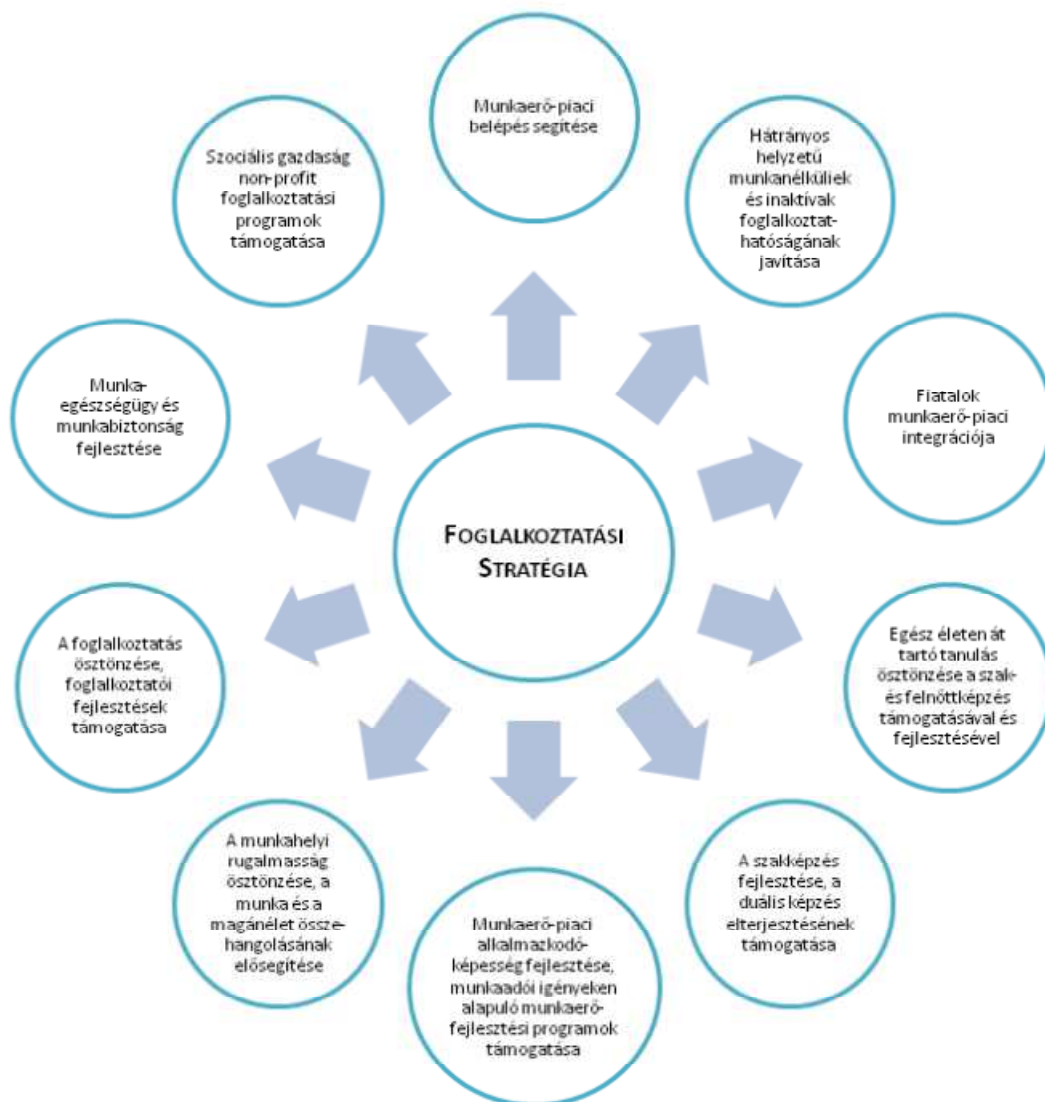 Munkaerő-piaci
belépés segítése
Hátrányos
helyzetű
munkanélküliek
és inaktívak
foglalkoztat-
hatóságának
javítása
Fiatalok
munkaerő-piaci
integrációja
Egész életen át
tartó tanulás
ösztönzése a szak-
és felnőttképzés
támogatásával és
fejlesztésével
A szakképzés
fejlesztése, a
duális képzés
elterjesztésének
támogatása
Munkaerő-piaci
alkalmazkodó-
képesség fejlesztése,
munkaadói igényeken
alapuló munkaerő-
fejlesztési programok
támogatása
A munkahelyi
rugalmasság
ösztönzése, a
munka és a
magánélet össze-
hangolásának
elősegítése
A foglalkoztatás
ösztönzése,
foglalkoztatói
fejlesztések
támogatása
Munka-
egészségügy és
munkabiztonság
fejlesztése
Szociális gazdaság
non-profit
foglalkoztatási
programok
támogatása
FOGLALKOZTATÁSI
STRATÉGIA